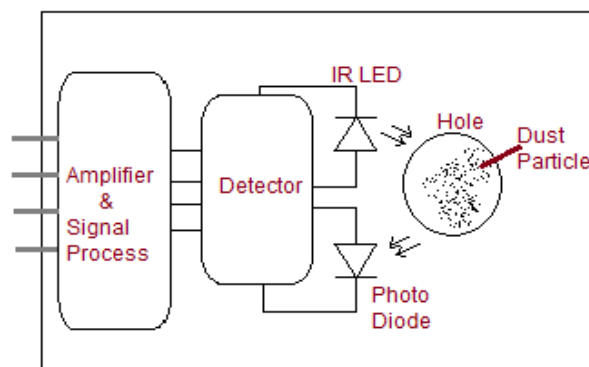 IR LED
Hole
Dust
Particle
Amplifier
&
Signal
Process
Detector
Photo
Diode